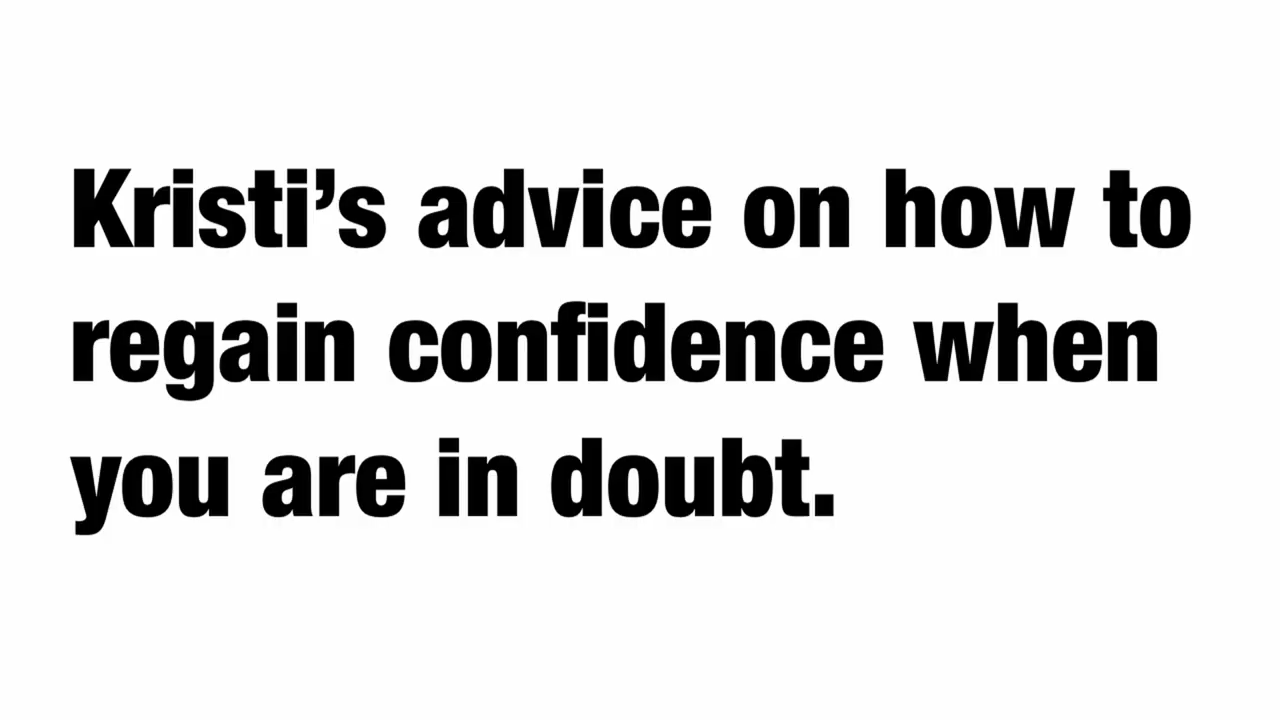 Kristi’s advice on how to
regain confidence when
you are in doubt.